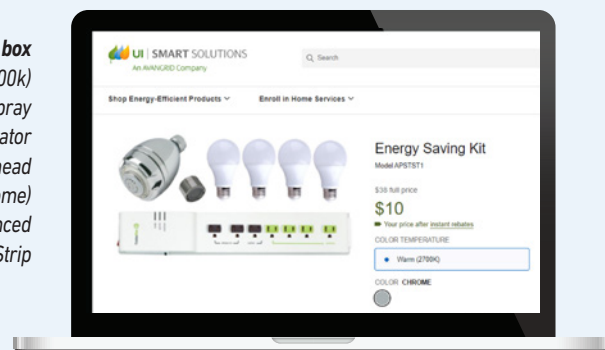 box
00k)
pray
ator
head
ome)
nced
Strip
UI | SMART SOLUTIONS
An AVANGRID Company
Search
Shop Energy-Efficient Products
Enroll in Home Services
Energy Saving Kit
Model APSTST1
$38 full price
$10
Your price after instant rebates
COLOR TEMPERATURE
Warm (2700K)
COLOR CHROME